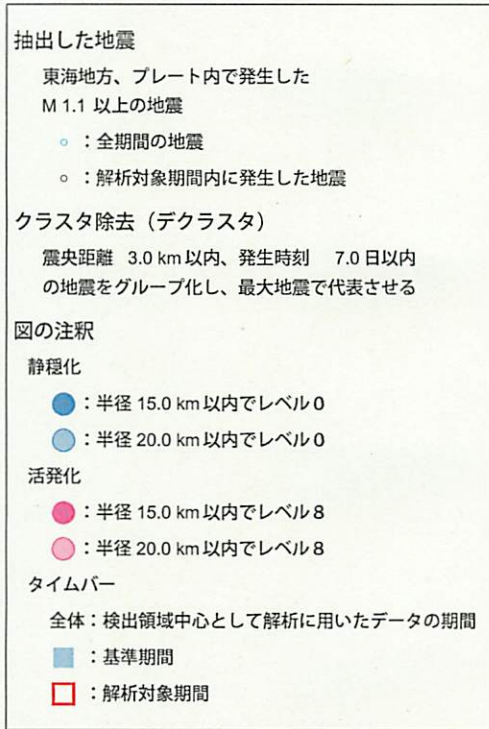 抽出した地震
東海地方、プレート内で発生した
M 1.1 以上の地震
：全期間の地震
：解析対象期間内に発生した地震
クラスタ除去（デクラスタ）
震央距離 3.0 km 以内、発生時刻 7.0 日以内
の地震をグループ化し、最大地震で代表させる
図の注釈
静穏化
：半径 15.0 km 以内でレベル０
：半径 20.0 km 以内でレベル０
活発化
：半径 15.0 km 以内でレベル８
：半径 20.0 km 以内でレベル８
タイムバー
全体：検出領域中心として解析に用いたデータの期間
：基準期間
：解析対象期間